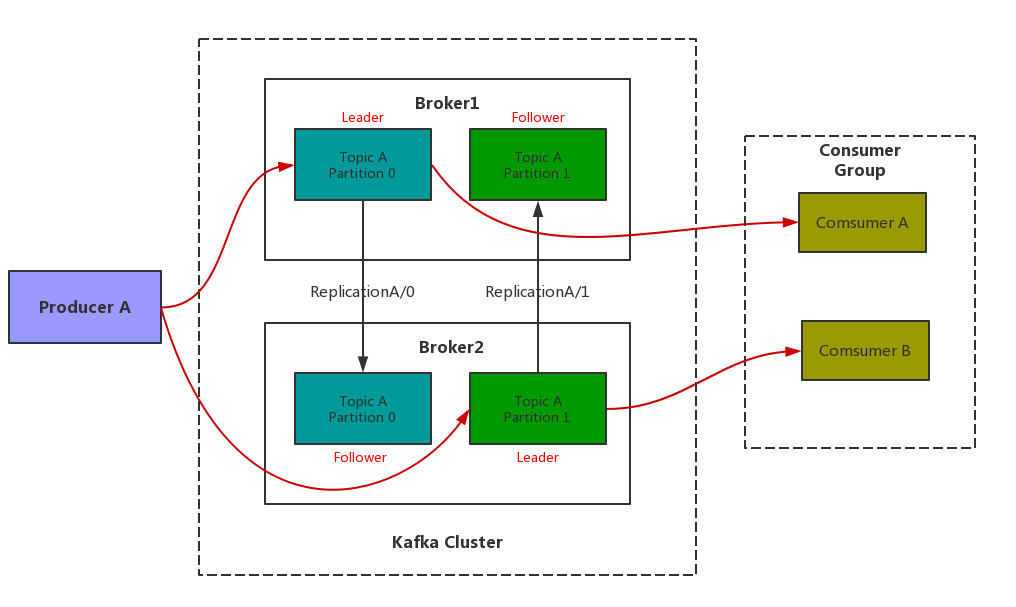 Broker1
Leader
Follower
Topic A
Partition 0
Topic A
Partition 1
Consumer
Group
Comsumer A
Producer A
ReplicationA/0
ReplicationA/1
Broker2
Comsumer B
Topic A
Partition 0
Topic A
Partition 1
Follower
Leader
Kafka Cluster